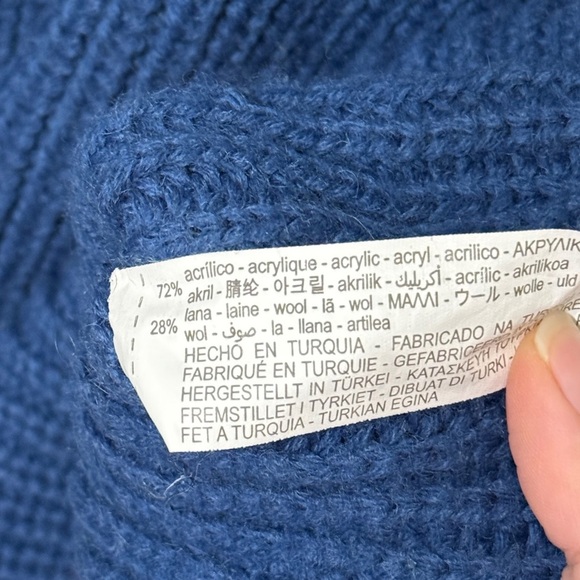 72% acrílico - acrylique - acrylic - acryl - acrilico - ΑΚΡΥΛΙΚ
akril - 腈纶 - 아크릴 - akrilik - أكريليك - acrílic - akrilikoa
28% lana - laine - wool - lã - wol - ΜΑΛΛΙ - ウール - wolle - uld
wol - صوف - la - llana - artilea
HECHO EN TURQUIA - FABRICADO NA
FABRIQUÉ EN TURQUIE - GEFABRICEERD
HERGESTELLT IN TÜRKEI - ΚΑΤΑΣΚΕΥΗ
FREMSTILLET I TYRKIET - DIBUAT DI TURKI -
FET A TURQUIA - TURKIAN EGINA